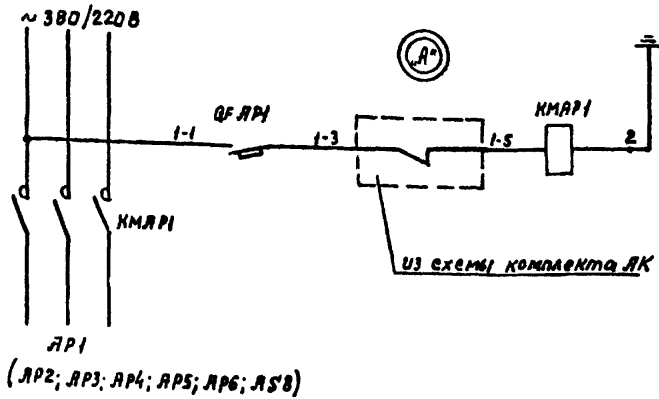 ~ 380/220В
„А“
QF AP1
КМАР1
1-1
1-3
1-5
2
КМАР1
из схемы комплекта АК
АР1
(АР2; АР3; АР4; АР5; АР6; АS8)